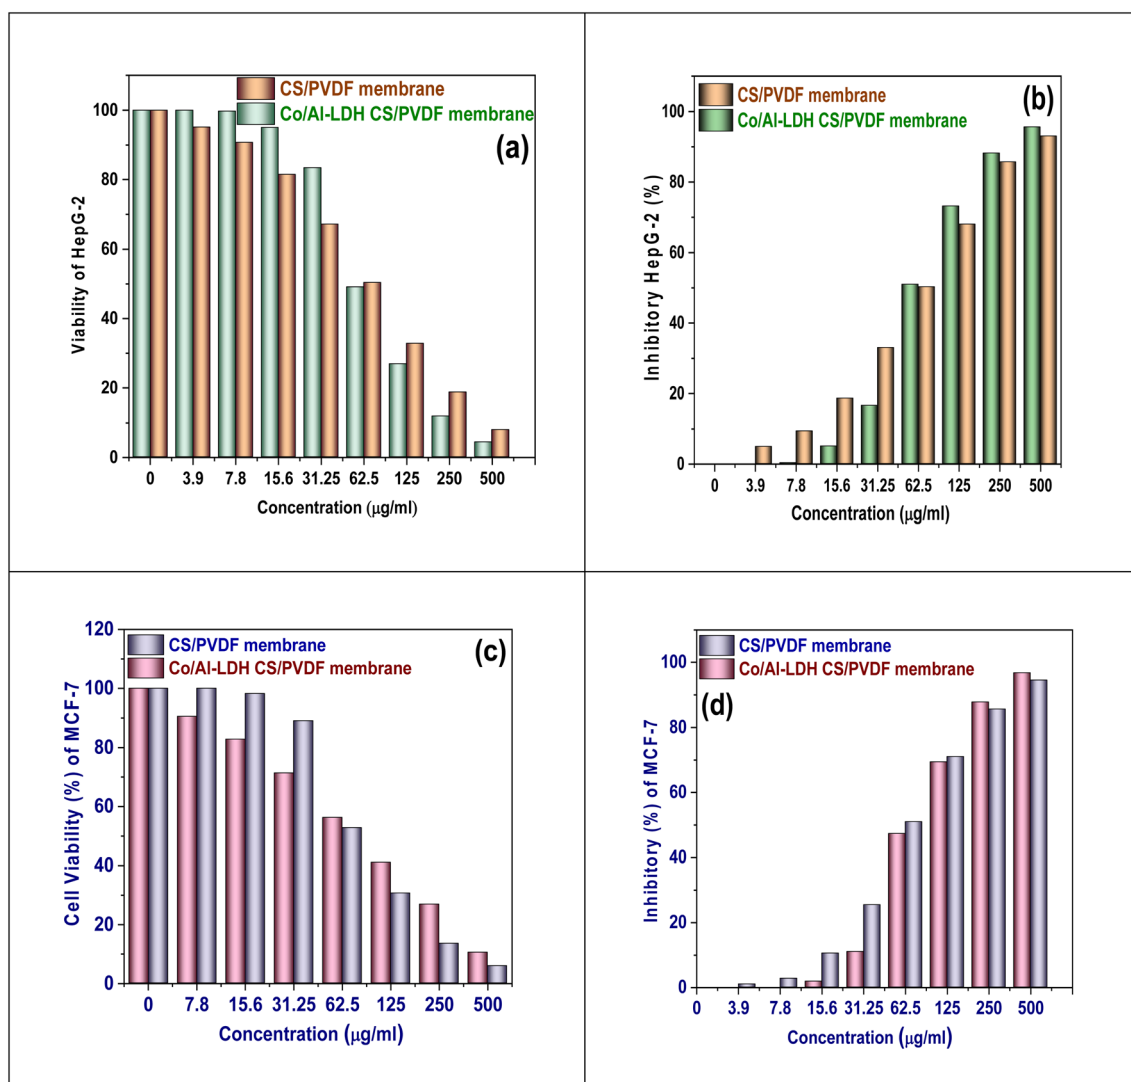 CS/PVDF membrane
Co/Al-LDH CS/PVDF membrane
(a)
Viability of HepG-2
100
80
60
40
20
0
0 3.9 7.8 15.6 31.25 62.5 125 250 500
Concentration (μg/ml)
CS/PVDF membrane
Co/Al-LDH CS/PVDF membrane
(b)
Inhibitory HepG-2 (%)
100
80
60
40
20
0
0 3.9 7.8 15.6 31.25 62.5 125 250 500
Concentration (μg/ml)
CS/PVDF membrane
Co/Al-LDH CS/PVDF membrane
(c)
Cell Viability (%) of MCF-7
120
100
80
60
40
20
0
0 7.8 15.6 31.25 62.5 125 250 500
Concentration (μg/ml)
CS/PVDF membrane
Co/Al-LDH CS/PVDF membrane
(d)
Inhibitory (%) of MCF-7
100
80
60
40
20
0
0 3.9 7.8 15.6 31.25 62.5 125 250 500
Concentration (μg/ml)